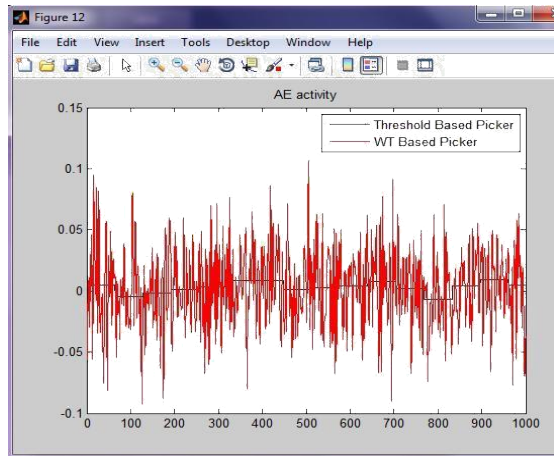 Figure 12
File Edit View Insert Tools Desktop Window Help
AE activity
Threshold Based Picker
WT Based Picker
0.15
0.1
0.05
0
-0.05
-0.1
0 100 200 300 400 500 600 700 800 900 1000